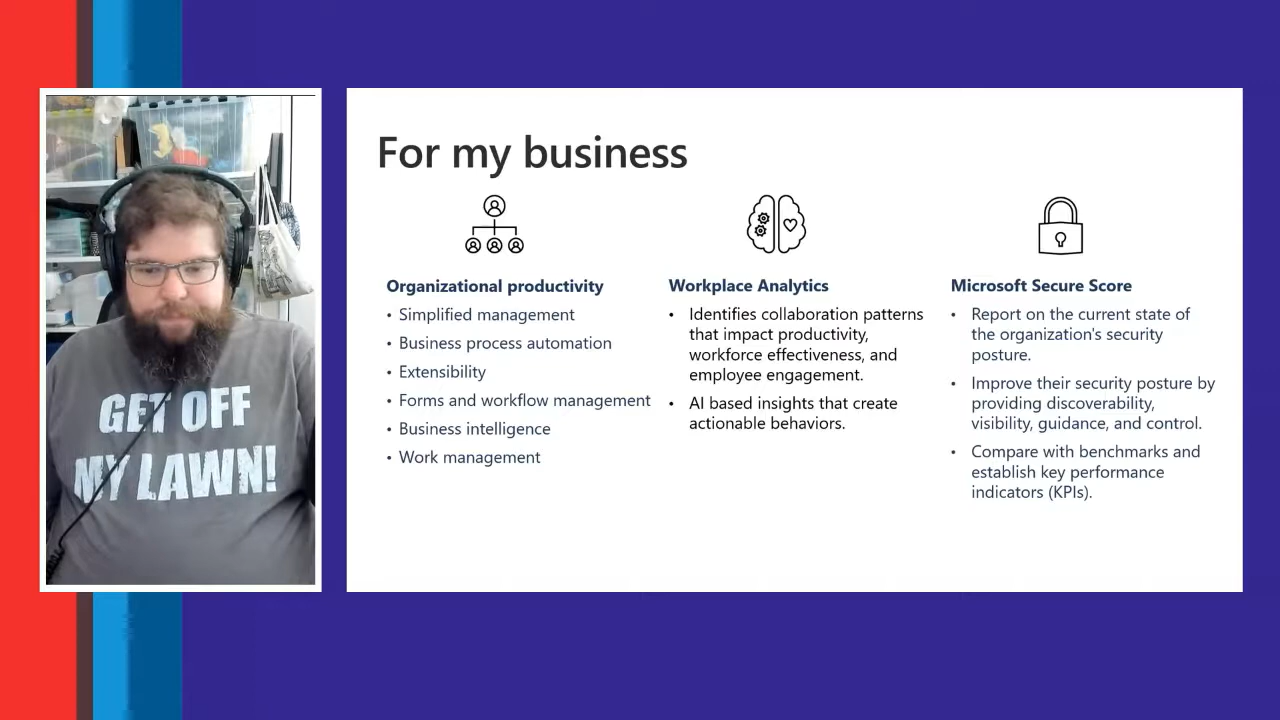 GET OFF
MY LAWN!
For my business
Organizational productivity
• Simplified management
• Business process automation
• Extensibility
• Forms and workflow management
• Business intelligence
• Work management
Workplace Analytics
• Identifies collaboration patterns
that impact productivity,
workforce effectiveness, and
employee engagement.
• AI based insights that create
actionable behaviors.
Microsoft Secure Score
• Report on the current state of
the organization's security
posture.
• Improve their security posture by
providing discoverability,
visibility, guidance, and control.
• Compare with benchmarks and
establish key performance
indicators (KPIs).